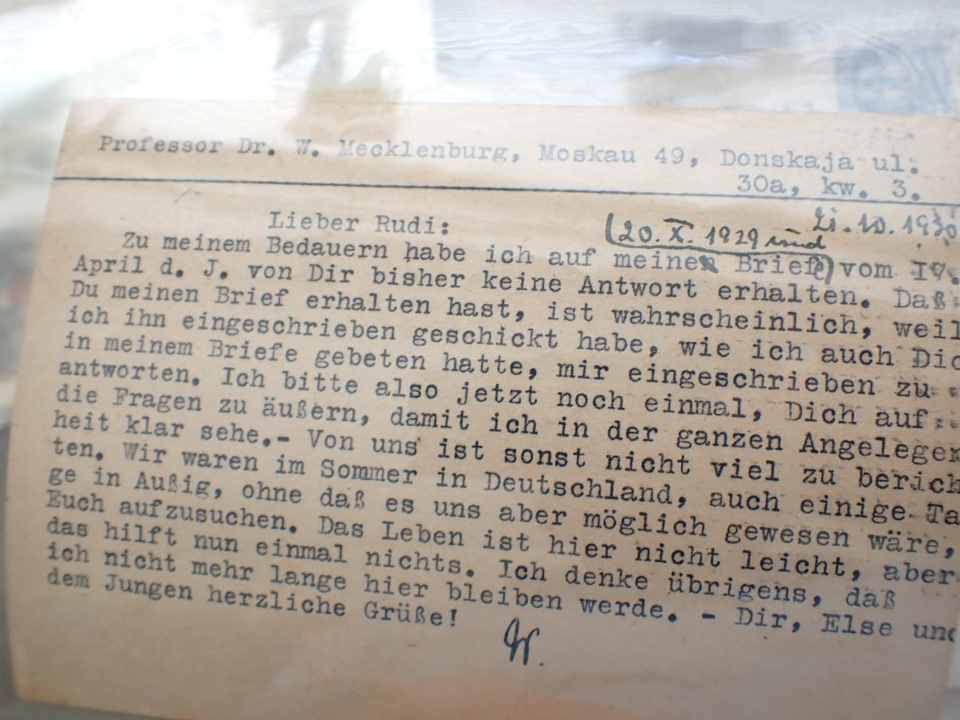 Professor Dr. W. Mecklenburg, Moskau 49, Donskaja ul.
30a, kw. 3.
21.10.1930
Lieber Rudi:
(20. X. 1929 und
Zu meinem Bedauern habe ich auf meinen Briefe) vom IV.
April d. J. von Dir bisher keine Antwort erhalten. Daß
Du meinen Brief erhalten hast, ist wahrscheinlich, weil
ich ihn eingeschrieben geschickt habe, wie ich auch Dic
in meinem Briefe gebeten hatte, mir eingeschrieben zu
antworten. Ich bitte also jetzt noch einmal, Dich auf
die Fragen zu äußern, damit ich in der ganzen Angelegen
heit klar sehe.- Von uns ist sonst nicht viel zu berich
ten. Wir waren im Sommer in Deutschland, auch einige Ta
ge in Außig, ohne daß es uns aber möglich gewesen wäre,
Euch aufzusuchen. Das Leben ist hier nicht leicht, aber
das hilft nun einmal nichts. Ich denke übrigens, daß
ich nicht mehr lange hier bleiben werde. - Dir, Else und
dem Jungen herzliche Grüße!
W.